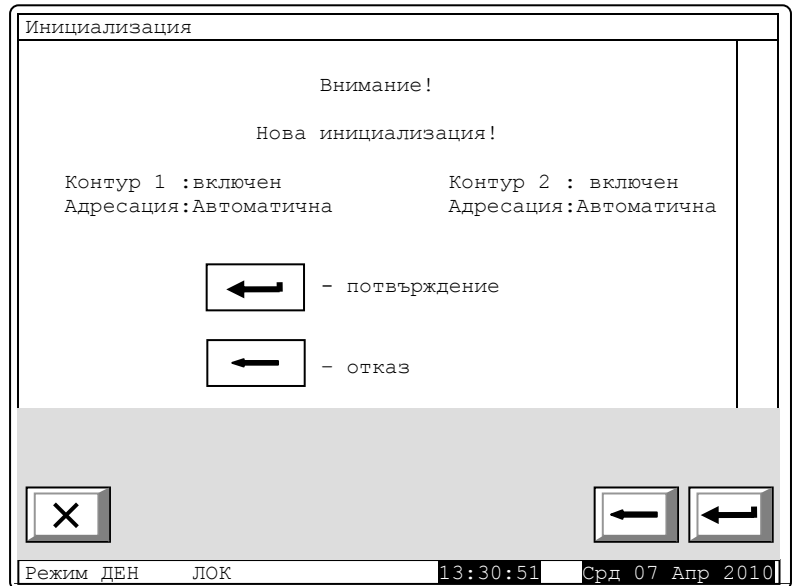 Инициализация
Внимание!
Нова инициализация!
Контур 1 :включен Контур 2 : включен
Адресация:Автоматична Адресация:Автоматична
- потвърждение
- отказ
Режим ДЕН ЛОК 13:30:51 Срд 07 Апр 2010